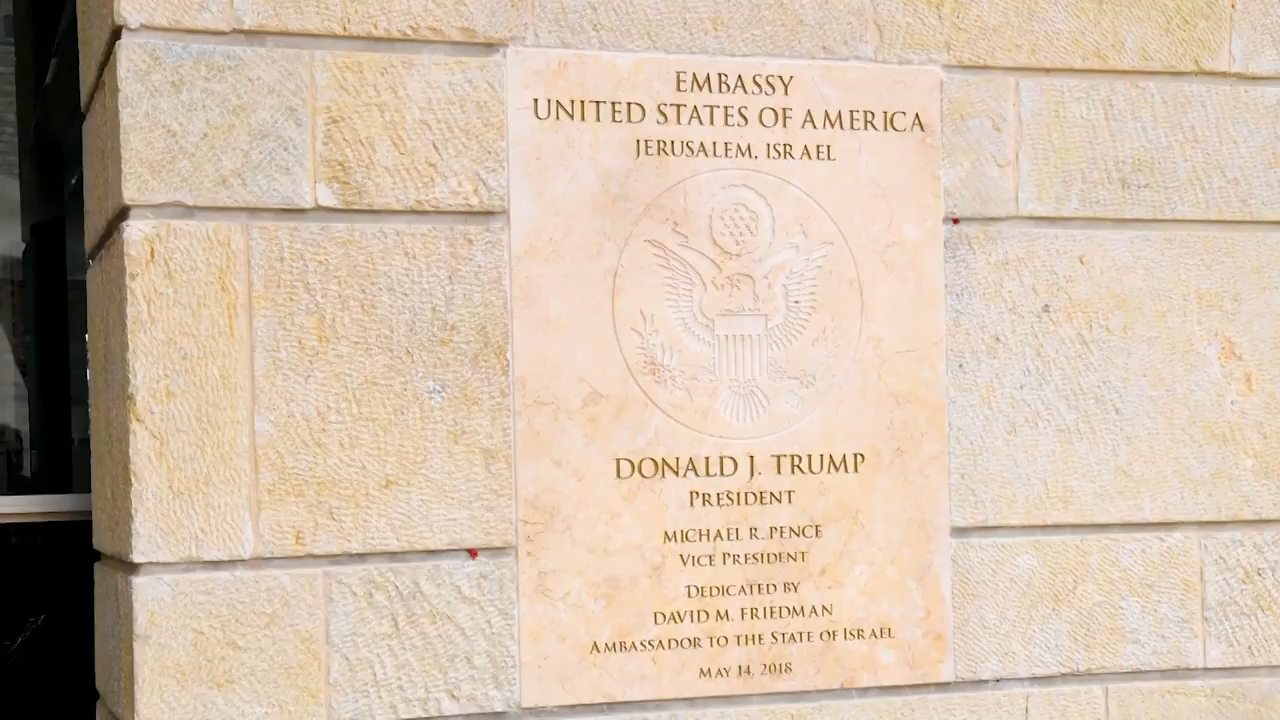 EMBASSY
UNITED STATES OF AMERICA
JERUSALEM, ISRAEL
DONALD J. TRUMP
PRESIDENT
MICHAEL R. PENCE
VICE PRESIDENT
DEDICATED BY
DAVID M. FRIEDMAN
AMBASSADOR TO THE STATE OF ISRAEL
MAY 14, 2018